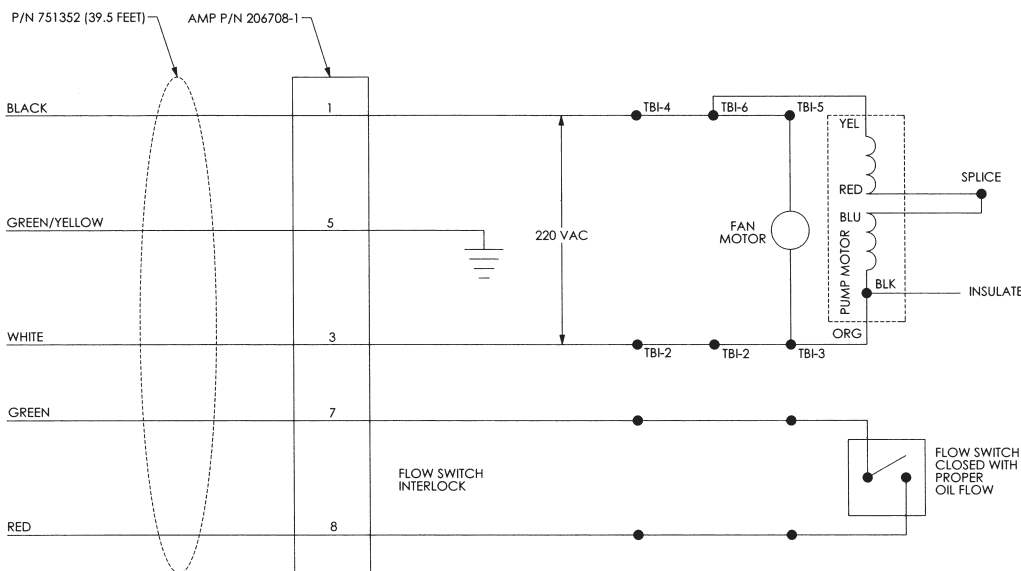 P/N 751352 (39.5 FEET)
AMP P/N 206708-1
BLACK
1
TBI-4
TBI-6
TBI-5
YEL
SPLICE
RED
GREEN/YELLOW
5
BLU
220 VAC
FAN
MOTOR
PUMP MOTOR
BLK
INSULATE
WHITE
3
ORG
TBI-2
TBI-2
TBI-3
GREEN
7
FLOW SWITCH
INTERLOCK
FLOW SWITCH
CLOSED WITH
PROPER
OIL FLOW
RED
8